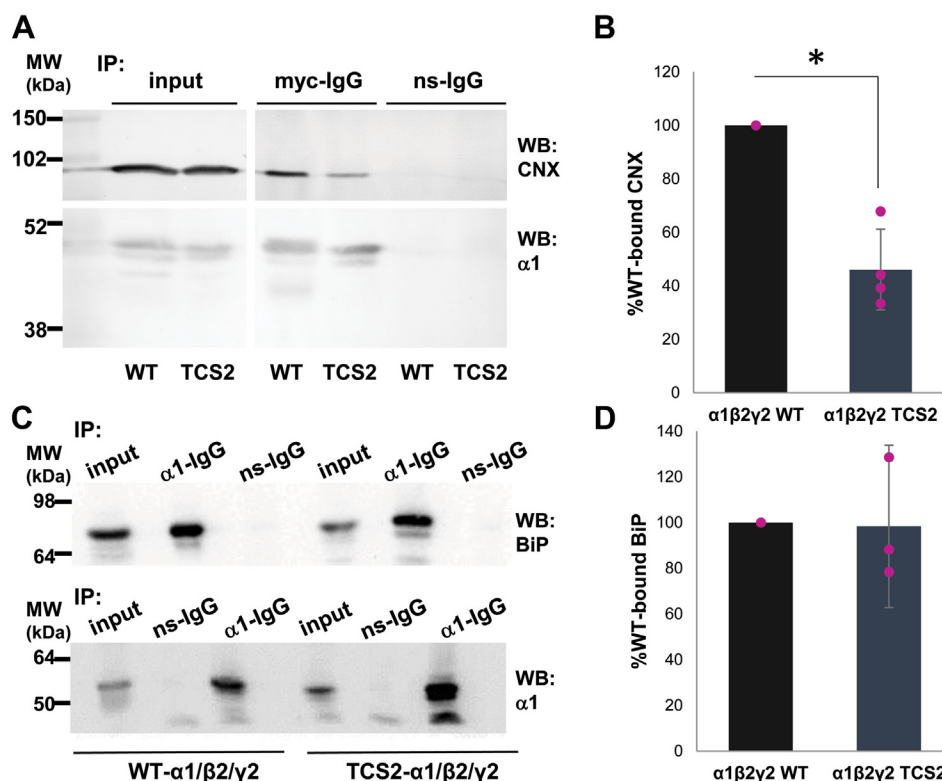 A
IP:
MW
(kDa)
input myc-IgG ns-IgG
150
102
WB:
CNX
52
WB:
α1
38
WT TCS2 WT TCS2 WT TCS2
B
%WT-bound CNX
120
100
80
60
40
20
0
*
α1β2γ2 WT α1β2γ2 TCS2
C
IP:
MW
(kDa)
input α1-IgG ns-IgG input α1-IgG ns-IgG
98
64
WB:
BiP
IP:
MW
(kDa)
input ns-IgG α1-IgG input ns-IgG α1-IgG
64
50
WB:
α1
WT-α1/β2/γ2 TCS2-α1/β2/γ2
D
%WT-bound BiP
140
120
100
80
60
40
20
0
α1β2γ2 WT α1β2γ2 TCS2